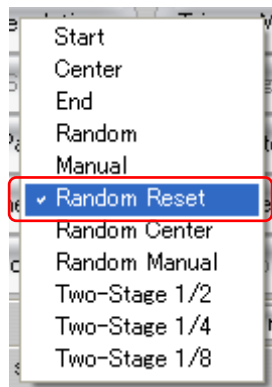 Start
Center
End
Random
Manual
Random Reset
Random Center
Random Manual
Two-Stage 1/2
Two-Stage 1/4
Two-Stage 1/8